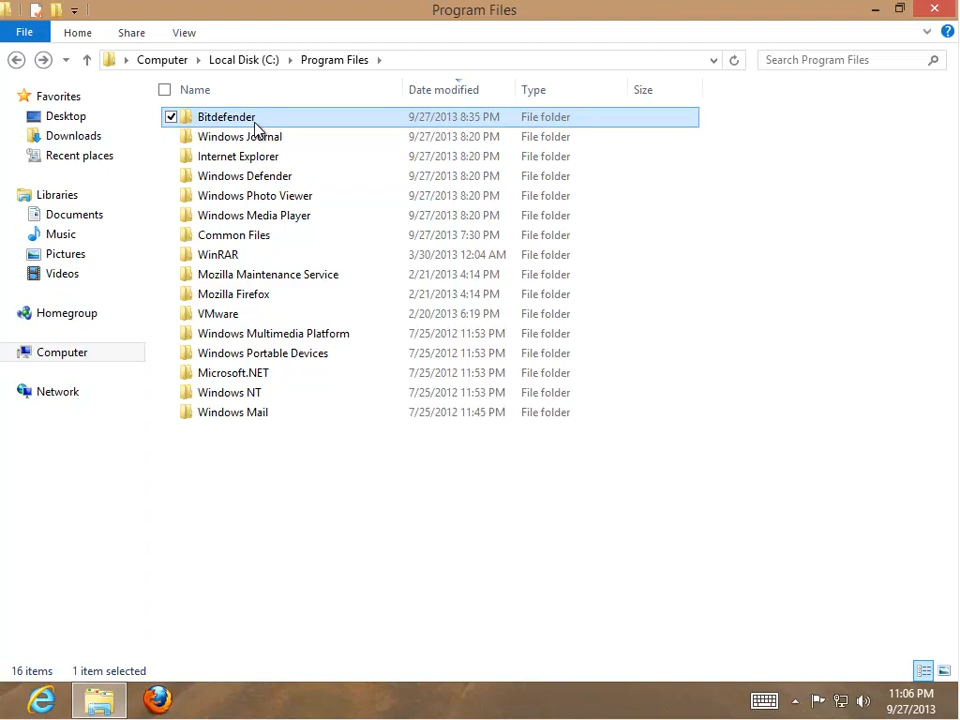 Program Files
File Home Share View
Computer Local Disk (C:) Program Files Search Program Files
Name Date modified Type Size
Favorites
Desktop
Downloads
Recent places
Libraries
Documents
Music
Pictures
Videos
Homegroup
Computer
Network
Bitdefender 9/27/2013 8:35 PM File folder
Windows Journal 9/27/2013 8:20 PM File folder
Internet Explorer 9/27/2013 8:20 PM File folder
Windows Defender 9/27/2013 8:20 PM File folder
Windows Photo Viewer 9/27/2013 8:20 PM File folder
Windows Media Player 9/27/2013 8:20 PM File folder
Common Files 9/27/2013 7:30 PM File folder
WinRAR 3/30/2013 12:04 AM File folder
Mozilla Maintenance Service 2/21/2013 4:14 PM File folder
Mozilla Firefox 2/21/2013 4:14 PM File folder
VMware 2/20/2013 6:19 PM File folder
Windows Multimedia Platform 7/25/2012 11:53 PM File folder
Windows Portable Devices 7/25/2012 11:53 PM File folder
Microsoft.NET 7/25/2012 11:53 PM File folder
Windows NT 7/25/2012 11:53 PM File folder
Windows Mail 7/25/2012 11:45 PM File folder
16 items 1 item selected
11:06 PM
9/27/2013